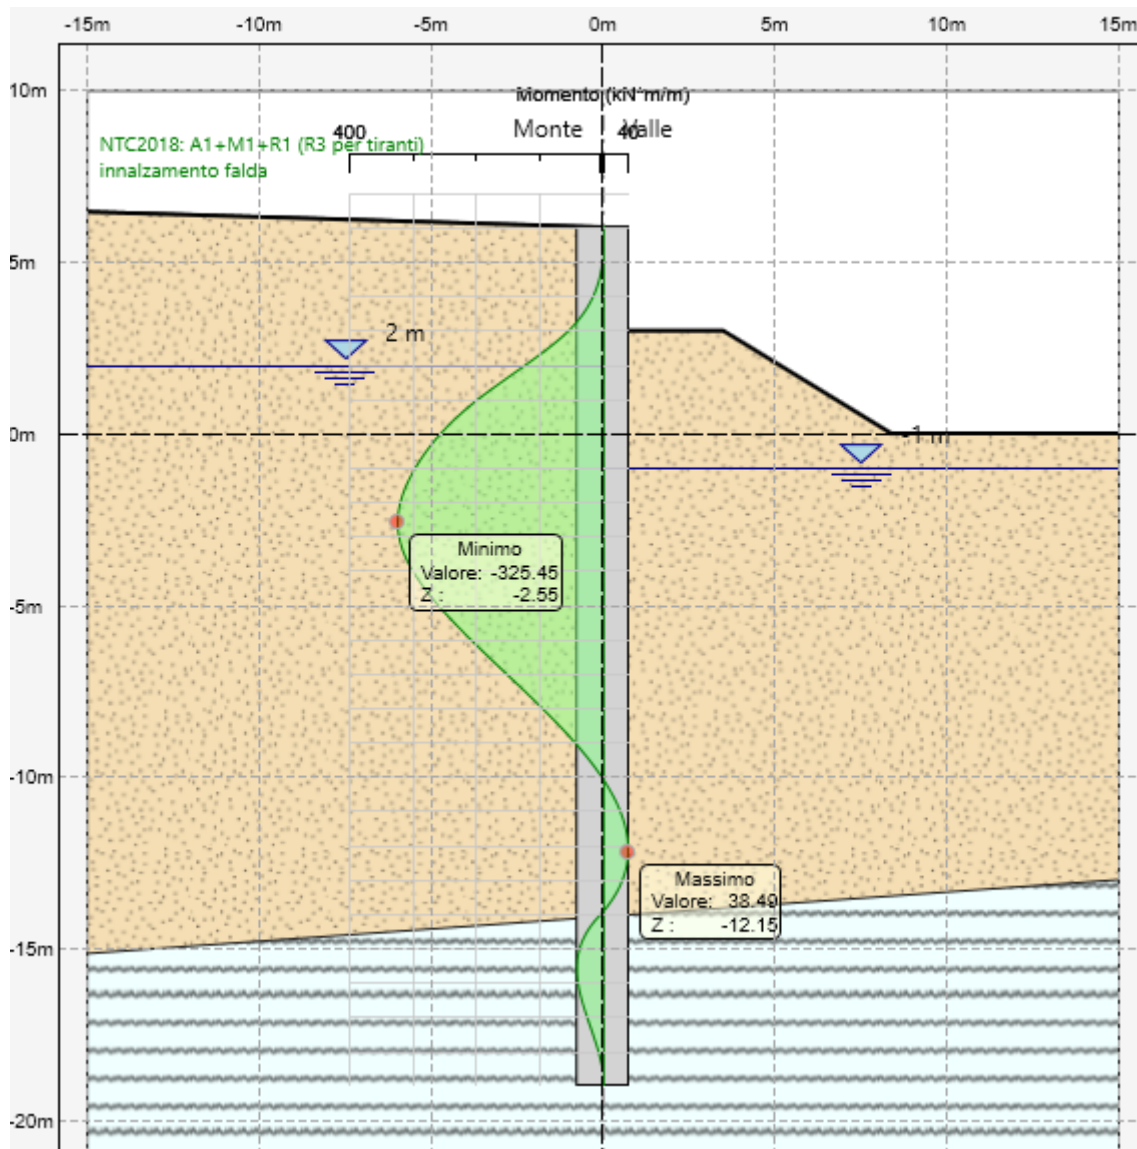 -15m -10m -5m 0m 5m 10m 15m
10m
Momento (kN*m/m)
Monte Valle
400 40
NTC2018: A1+M1+R1 (R3 per tiranti)
innalzamento falda
5m
2 m
0m
-1 m
Minimo
Valore: -325.45
Z : -2.55
-5m
-10m
Massimo
Valore: 38.49
Z : -12.15
-15m
-20m